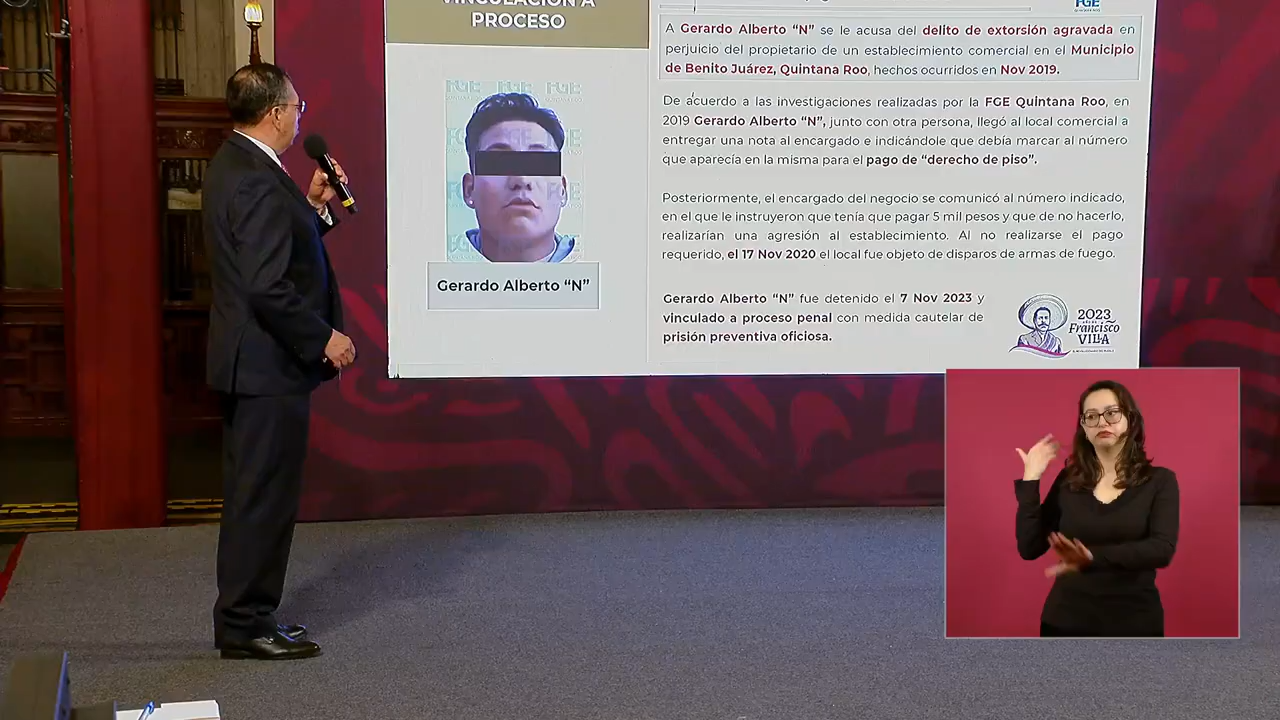 VINCULACIÓN A
PROCESO
FGE
QUINTANA ROO
A Gerardo Alberto “N” se le acusa del delito de extorsión agravada en
perjuicio del propietario de un establecimiento comercial en el Municipio
de Benito Juárez, Quintana Roo, hechos ocurridos en Nov 2019.
De acuerdo a las investigaciones realizadas por la FGE Quintana Roo, en
2019 Gerardo Alberto “N”, junto con otra persona, llegó al local comercial a
entregar una nota al encargado e indicándole que debía marcar al número
que aparecía en la misma para el pago de “derecho de piso”.
Posteriormente, el encargado del negocio se comunicó al número indicado,
en el que le instruyeron que tenía que pagar 5 mil pesos y que de no hacerlo,
realizarían una agresión al establecimiento. Al no realizarse el pago
requerido, el 17 Nov 2020 el local fue objeto de disparos de armas de fuego.
Gerardo Alberto “N”
Gerardo Alberto “N” fue detenido el 7 Nov 2023 y
vinculado a proceso penal con medida cautelar de
prisión preventiva oficiosa.
2023
Francisco
VILLA